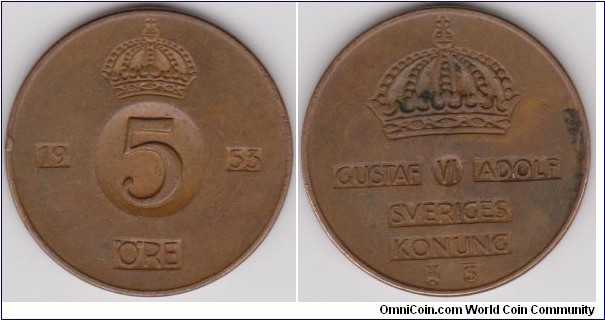 19 5 53
ÖRE
GUSTAF VI ADOLF
SVERIGES
KONUNG
OmniCoin.com World Coin Community